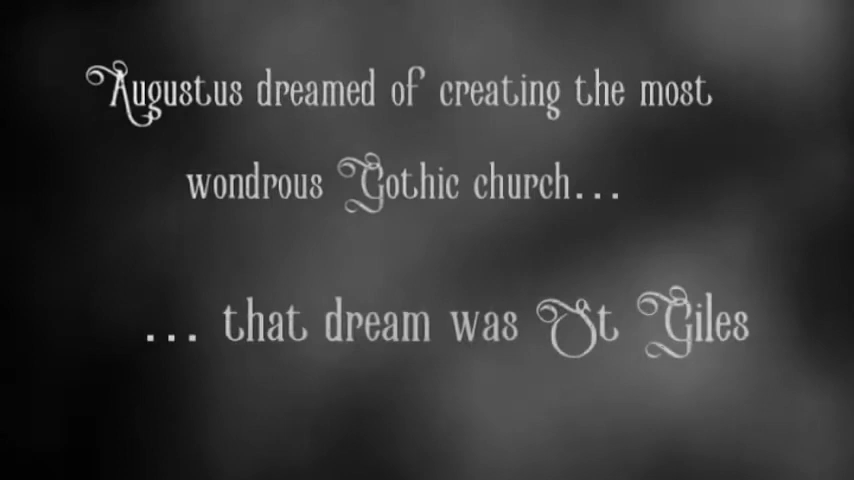 Augustus dreamed of creating the most
wondrous Gothic church...
... that dream was St Giles